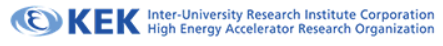 KEK
Inter-University Research Institute Corporation
High Energy Accelerator Research Organization